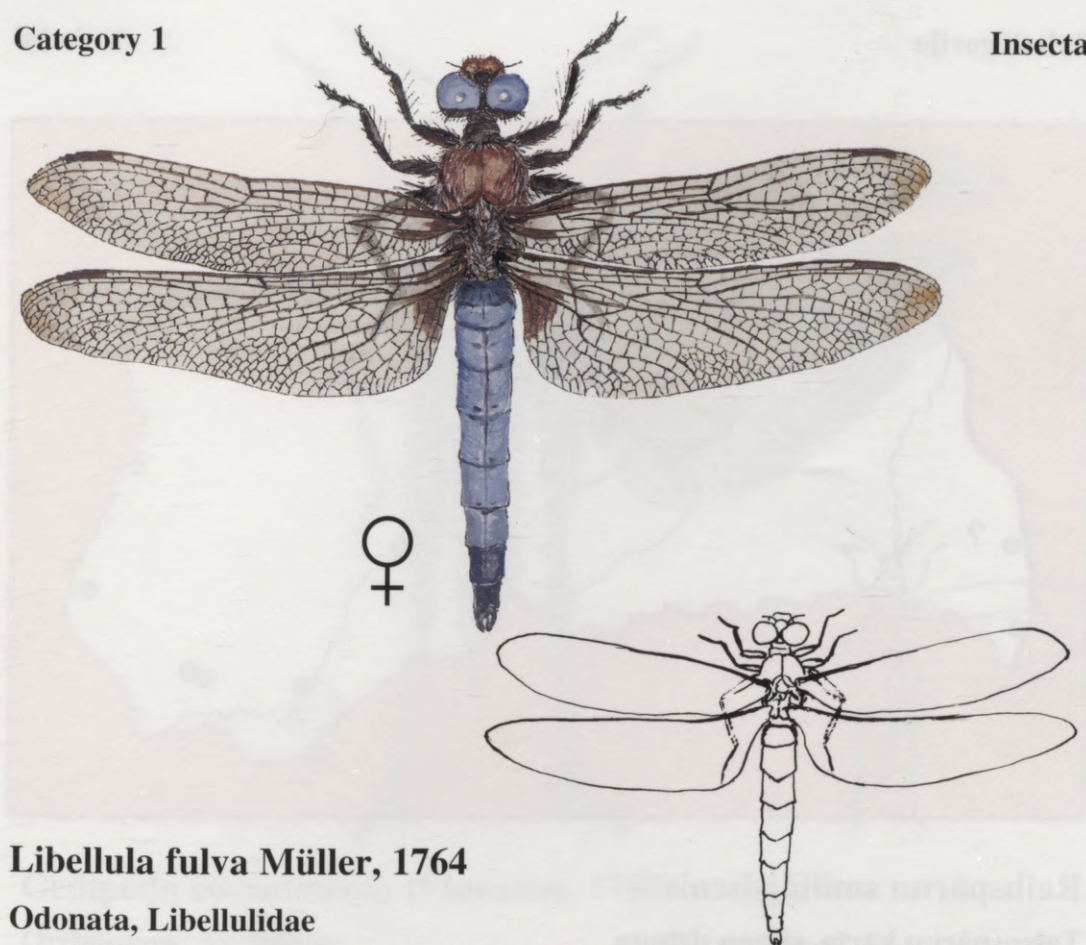 Category 1
Insecta
♀
Libellula fulva Müller, 1764
Odonata, Libellulidae